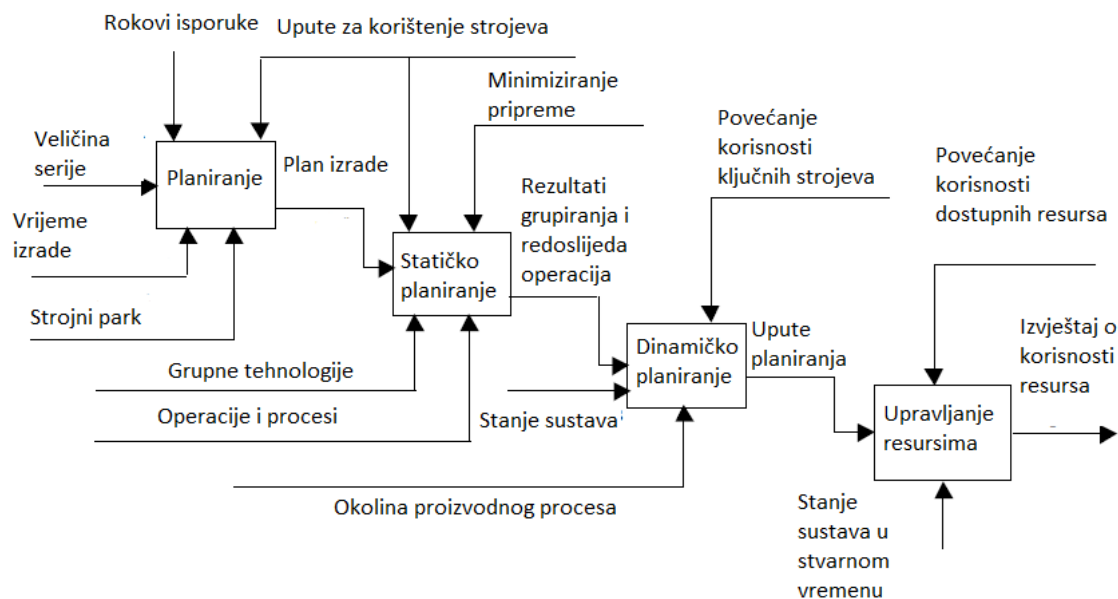 Rokovi isporuke
Upute za korištenje strojeva
Minimiziranje
pripreme
Povećanje
korisnosti
ključnih strojeva
Povećanje
korisnosti
dostupnih resursa
Veličina
serije
Planiranje
Plan izrade
Rezultati
grupiranja i
redoslijeda
operacija
Vrijeme
izrade
Statičko
planiranje
Strojni park
Dinamičko
planiranje
Upute
planiranja
Izvještaj o
korisnosti
resursa
Grupne tehnologije
Operacije i procesi
Stanje sustava
Upravljanje
resursima
Okolina proizvodnog procesa
Stanje
sustava u
stvarnom
vremenu